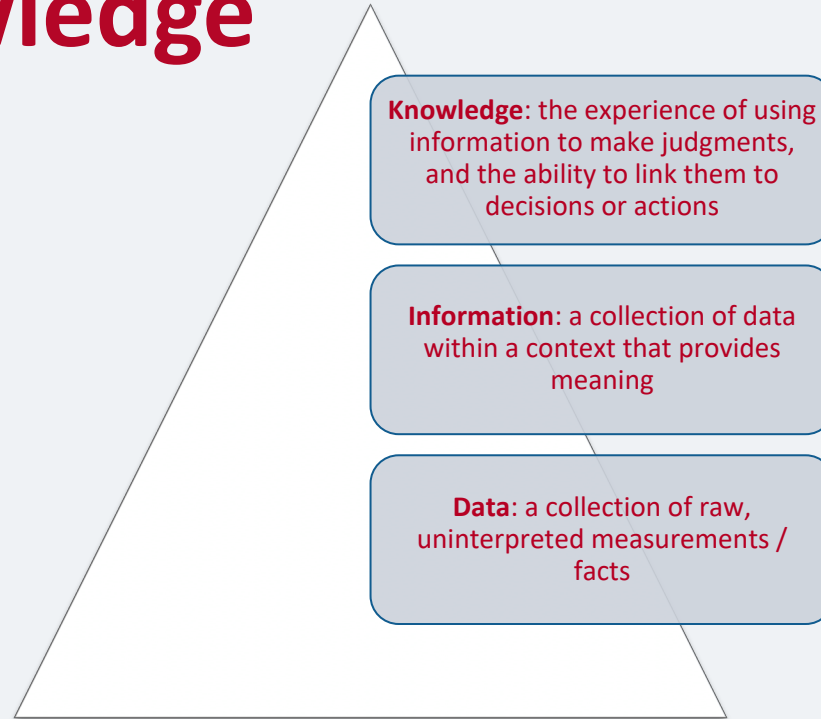 Knowledge: the experience of using
information to make judgments,
and the ability to link them to
decisions or actions
Information: a collection of data
within a context that provides
meaning
Data: a collection of raw,
uninterpreted measurements /
facts